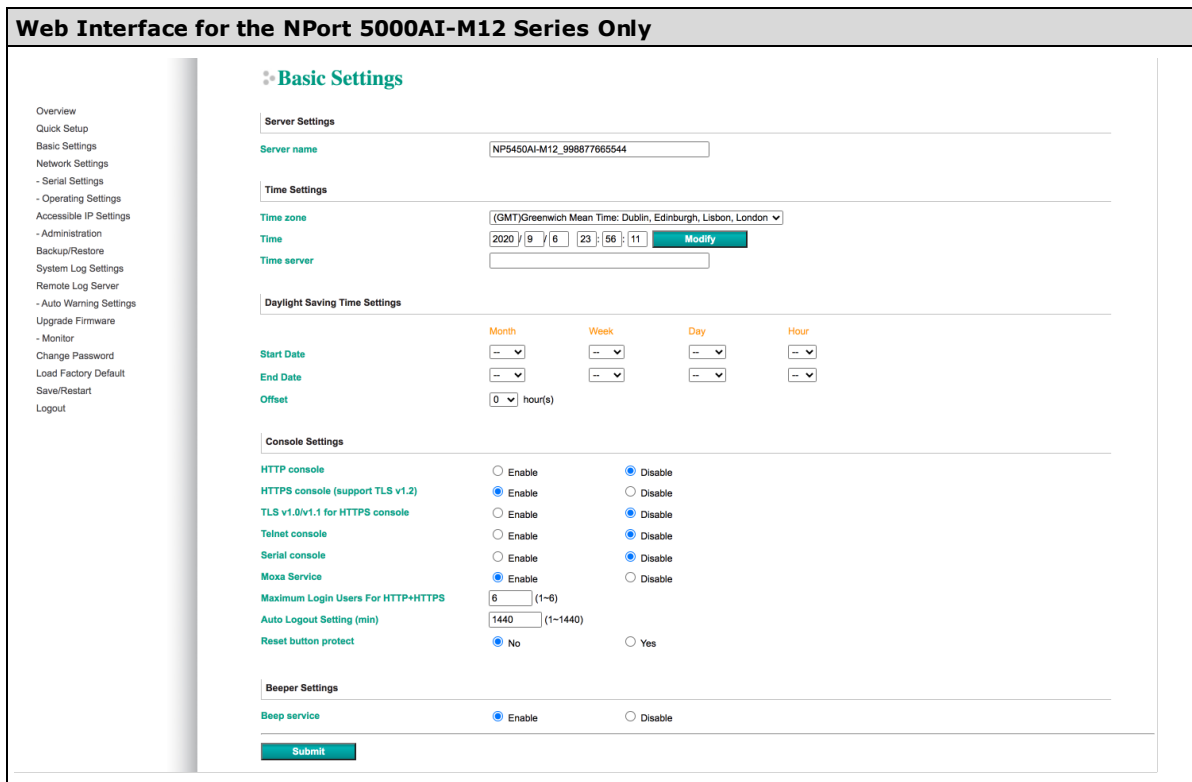 Web Interface for the NPort 5000AI-M12 Series Only
Basic Settings
Overview
Quick Setup
Basic Settings
Network Settings
- Serial Settings
- Operating Settings
Accessible IP Settings
- Administration
Backup/Restore
System Log Settings
Remote Log Server
- Auto Warning Settings
Upgrade Firmware
- Monitor
Change Password
Load Factory Default
Save/Restart
Logout
Server Settings
Server name NP5450AI-M12_998877665544
Time Settings
Time zone (GMT)Greenwich Mean Time: Dublin, Edinburgh, Lisbon, London
Time 2020 / 9 / 6 23 : 56 : 11 Modify
Time server
Daylight Saving Time Settings
Month Week Day Hour
Start Date -- -- -- --
End Date -- -- -- --
Offset 0 hour(s)
Console Settings
HTTP console Enable Disable
HTTPS console (support TLS v1.2) Enable Disable
TLS v1.0/v1.1 for HTTPS console Enable Disable
Telnet console Enable Disable
Serial console Enable Disable
Moxa Service Enable Disable
Maximum Login Users For HTTP+HTTPS 6 (1~6)
Auto Logout Setting (min) 1440 (1~1440)
Reset button protect No Yes
Beeper Settings
Beep service Enable Disable
Submit